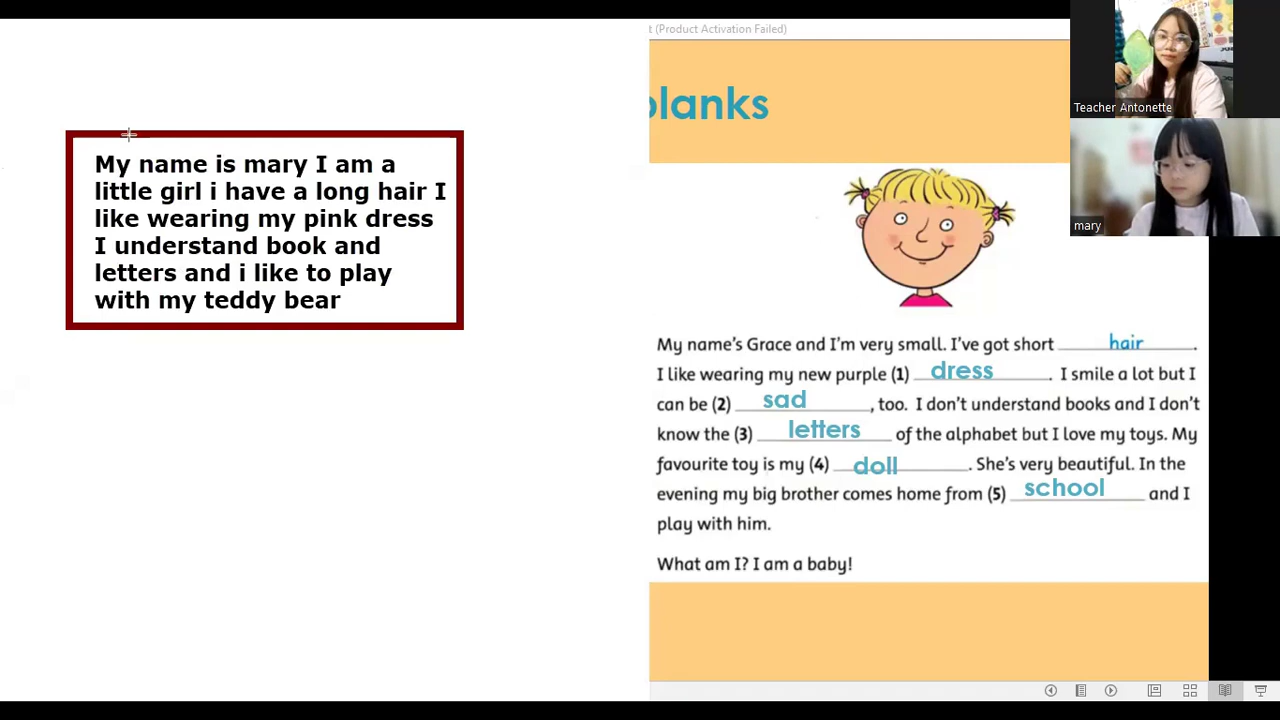 t (Product Activation Failed)
Teacher Antonette
mary
blanks
My name is mary I am a
little girl i have a long hair I
like wearing my pink dress
I understand book and
letters and i like to play
with my teddy bear
My name's Grace and I'm very small. I've got short hair.
I like wearing my new purple (1) dress. I smile a lot but I
can be (2) sad, too. I don't understand books and I don't
know the (3) letters of the alphabet but I love my toys. My
favourite toy is my (4) doll. She's very beautiful. In the
evening my big brother comes home from (5) school and I
play with him.
What am I? I am a baby!